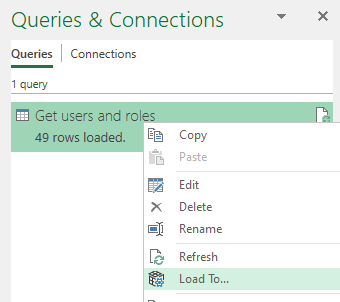 Queries & Connections
Queries
Connections
1 query
Get users and roles
49 rows loaded.
Copy
Paste
Edit
Delete
Rename
Refresh
Load To...